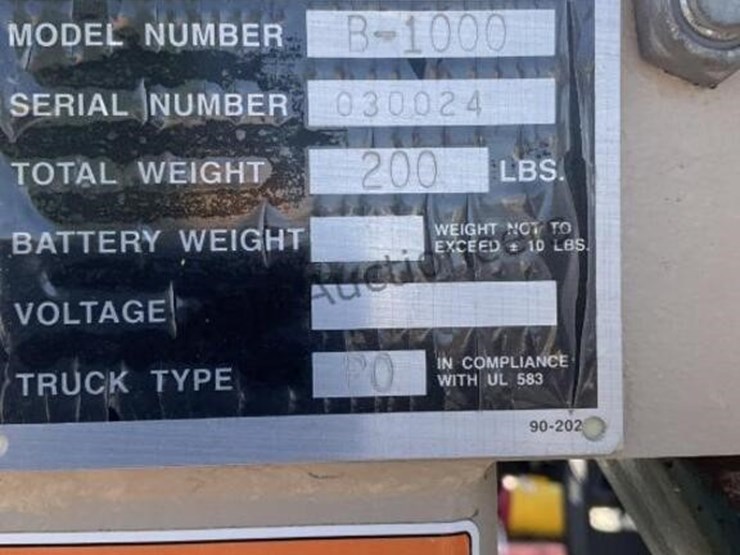 MODEL NUMBER B-1000
SERIAL NUMBER 030024
TOTAL WEIGHT 200 LBS.
BATTERY WEIGHT WEIGHT NOT TO
EXCEED ± 10 LBS.
VOLTAGE
TRUCK TYPE PO IN COMPLIANCE
WITH UL 583
90-202